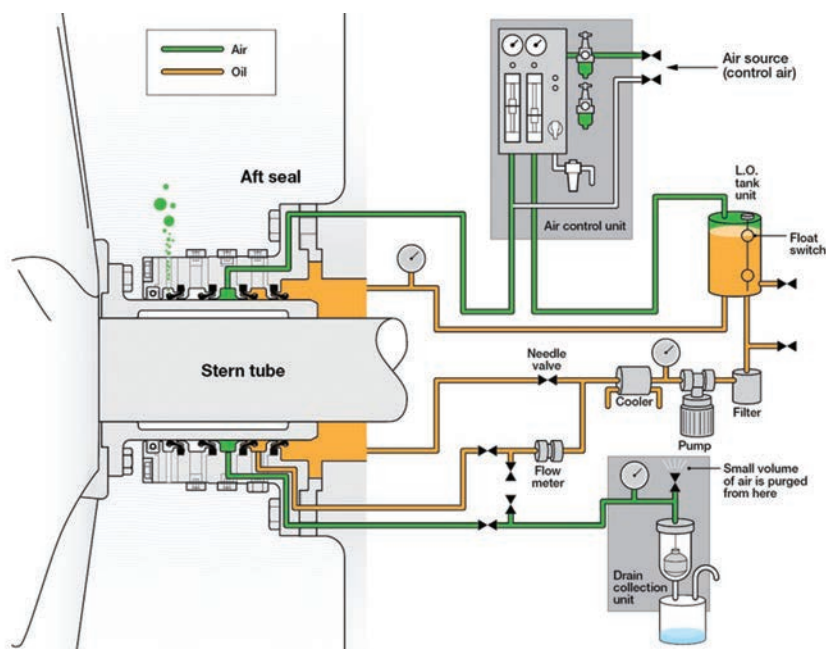 Air
Oil
Air source
(control air)
Aft seal
L.O.
tank
unit
Air control unit
Float
switch
Stern tube
Needle
valve
Cooler
Filter
Pump
Flow
meter
Small volume
of air is purged
from here
Drain
collection
unit